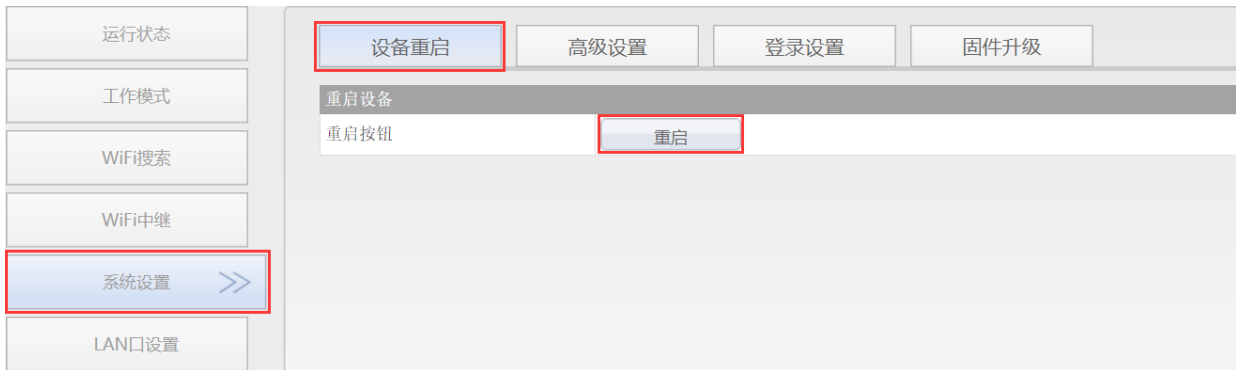 运行状态
工作模式
WiFi搜索
WiFi中继
系统设置 >>
LAN口设置
设备重启 高级设置 登录设置 固件升级
重启设备
重启按钮 重启